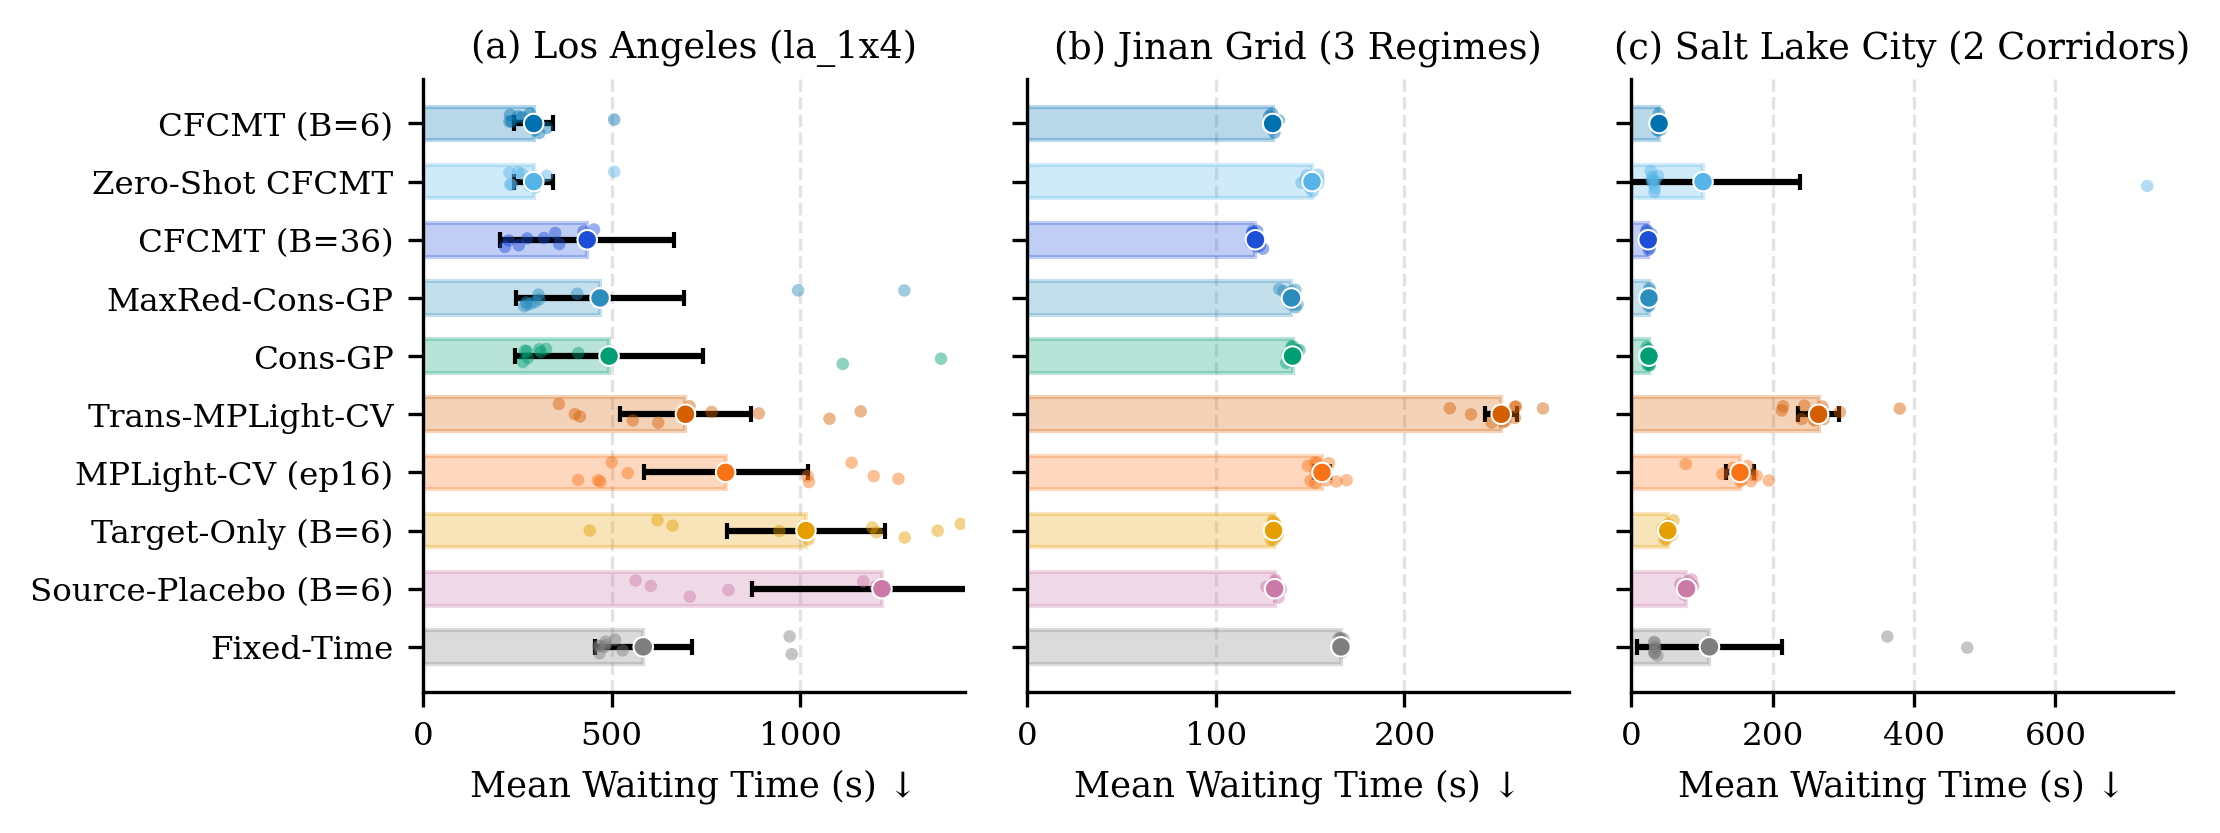 (a) Los Angeles (la_1x4)
(b) Jinan Grid (3 Regimes)
(c) Salt Lake City (2 Corridors)
CFCMT (B=6)
Zero-Shot CFCMT
CFCMT (B=36)
MaxRed-Cons-GP
Cons-GP
Trans-MPLight-CV
MPLight-CV (ep16)
Target-Only (B=6)
Source-Placebo (B=6)
Fixed-Time
0 500 1000
0 100 200
0 200 400 600
Mean Waiting Time (s) ↓
Mean Waiting Time (s) ↓
Mean Waiting Time (s) ↓